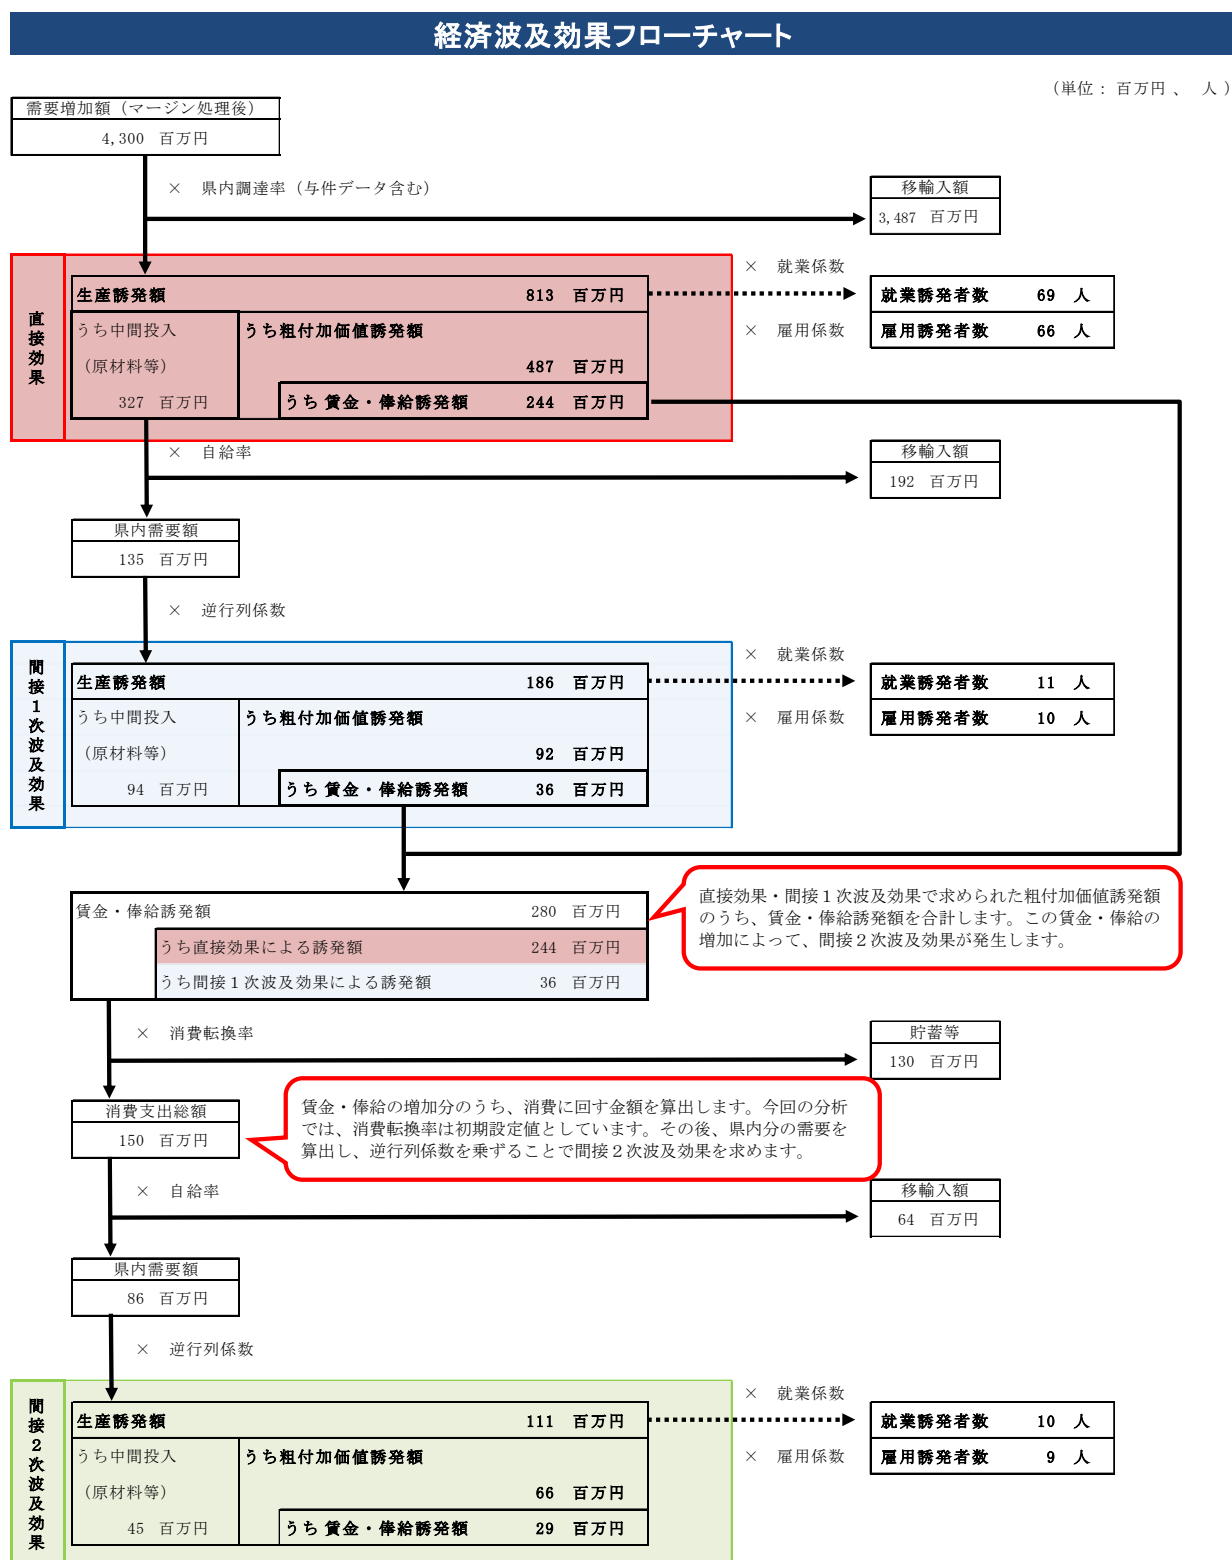 経済波及効果フローチャート
（単位：百万円、人）
需要増加額（マージン処理後）
4,300 百万円
× 県内調達率（与件データ含む）
移輸入額
3,487 百万円
直接効果
× 就業係数
生産誘発額 813 百万円
就業誘発者数 69 人
うち中間投入 うち粗付加価値誘発額
× 雇用係数
雇用誘発者数 66 人
（原材料等） 487 百万円
327 百万円 うち賃金・俸給誘発額 244 百万円
× 自給率
移輸入額
192 百万円
県内需要額
135 百万円
× 逆行列係数
間接１次波及効果
× 就業係数
生産誘発額 186 百万円
就業誘発者数 11 人
うち中間投入 うち粗付加価値誘発額
× 雇用係数
雇用誘発者数 10 人
（原材料等） 92 百万円
94 百万円 うち賃金・俸給誘発額 36 百万円
賃金・俸給誘発額 280 百万円
うち直接効果による誘発額 244 百万円
うち間接１次波及効果による誘発額 36 百万円
直接効果・間接１次波及効果で求められた粗付加価値誘発額
のうち、賃金・俸給誘発額を合計します。この賃金・俸給の
増加によって、間接２次波及効果が発生します。
× 消費転換率
貯蓄等
130 百万円
消費支出総額
150 百万円
賃金・俸給の増加分のうち、消費に回す金額を算出します。今回の分析
では、消費転換率は初期設定値としています。その後、県内分の需要を
算出し、逆行列係数を乗ずることで間接２次波及効果を求めます。
× 自給率
移輸入額
64 百万円
県内需要額
86 百万円
× 逆行列係数
間接２次波及効果
× 就業係数
生産誘発額 111 百万円
就業誘発者数 10 人
うち中間投入 うち粗付加価値誘発額
× 雇用係数
雇用誘発者数 9 人
（原材料等） 66 百万円
45 百万円 うち賃金・俸給誘発額 29 百万円